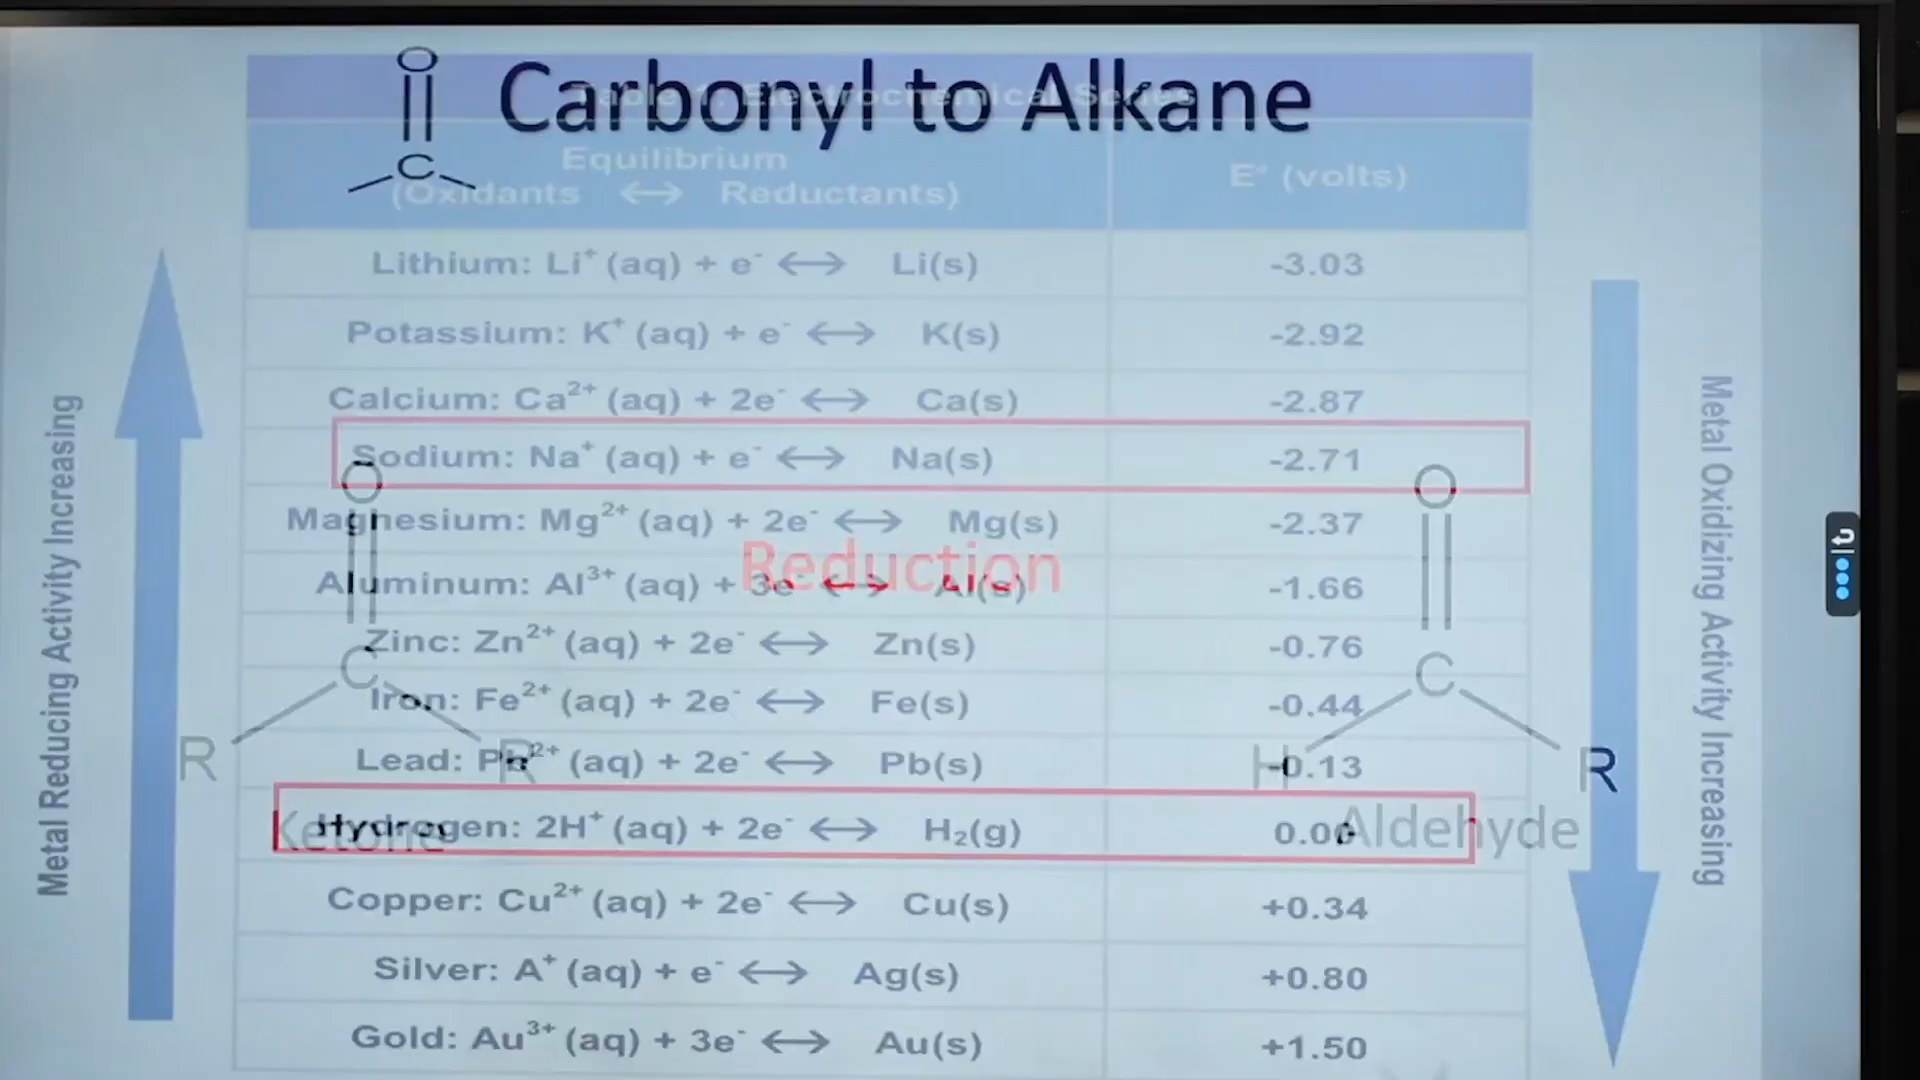 Carbonyl to Alkane
O
C
Equilibrium
E° (volts)
(Oxidants ↔ Reductants)
Lithium: Li⁺ (aq) + e⁻ ↔ Li(s) -3.03
Potassium: K⁺ (aq) + e⁻ ↔ K(s) -2.92
Calcium: Ca²⁺ (aq) + 2e⁻ ↔ Ca(s) -2.87
Sodium: Na⁺ (aq) + e⁻ ↔ Na(s) -2.71
O
O
Magnesium: Mg²⁺ (aq) + 2e⁻ ↔ Mg(s) -2.37
Reduction
Aluminum: Al³⁺ (aq) + 3e⁻ ↔ Al(s) -1.66
Zinc: Zn²⁺ (aq) + 2e⁻ ↔ Zn(s) -0.76
C
C
Iron: Fe²⁺ (aq) + 2e⁻ ↔ Fe(s) -0.44
Lead: Pb²⁺ (aq) + 2e⁻ ↔ Pb(s) -0.13
R
R
H
R
Hydrogen: 2H⁺ (aq) + 2e⁻ ↔ H₂(g) 0.00
Ketone
Aldehyde
Copper: Cu²⁺ (aq) + 2e⁻ ↔ Cu(s) +0.34
Silver: A⁺ (aq) + e⁻ ↔ Ag(s) +0.80
Gold: Au³⁺ (aq) + 3e⁻ ↔ Au(s) +1.50
Metal Reducing Activity Increasing
Metal Oxidizing Activity Increasing